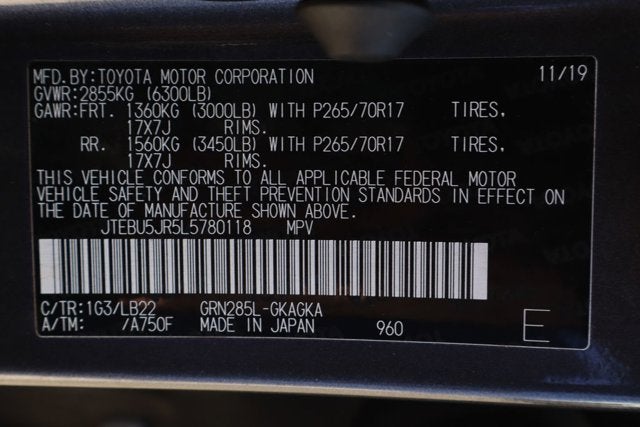 MFD.BY:TOYOTA MOTOR CORPORATION 11/19
GVWR:2855KG (6300LB)
GAWR:FRT. 1360KG (3000LB) WITH P265/70R17 TIRES,
17X7J RIMS.
RR. 1560KG (3450LB) WITH P265/70R17 TIRES,
17X7J RIMS.
THIS VEHICLE CONFORMS TO ALL APPLICABLE FEDERAL MOTOR
VEHICLE SAFETY AND THEFT PREVENTION STANDARDS IN EFFECT ON
THE DATE OF MANUFACTURE SHOWN ABOVE.
JTEBU5JR5L5780118 MPV
C/TR:1G3/LB22 GRN285L-GKAGKA
A/TM: /A750F MADE IN JAPAN 960 E